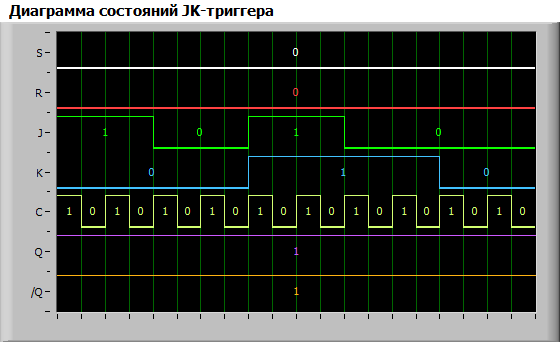 Диаграмма состояний JK-триггера
S 0
R 0
J 1 0 1 0
K 0 1 0
C 1 0 1 0 1 0 1 0 1 0 1 0 1 0 1 0 1 0 1 0
Q 1
/Q 1